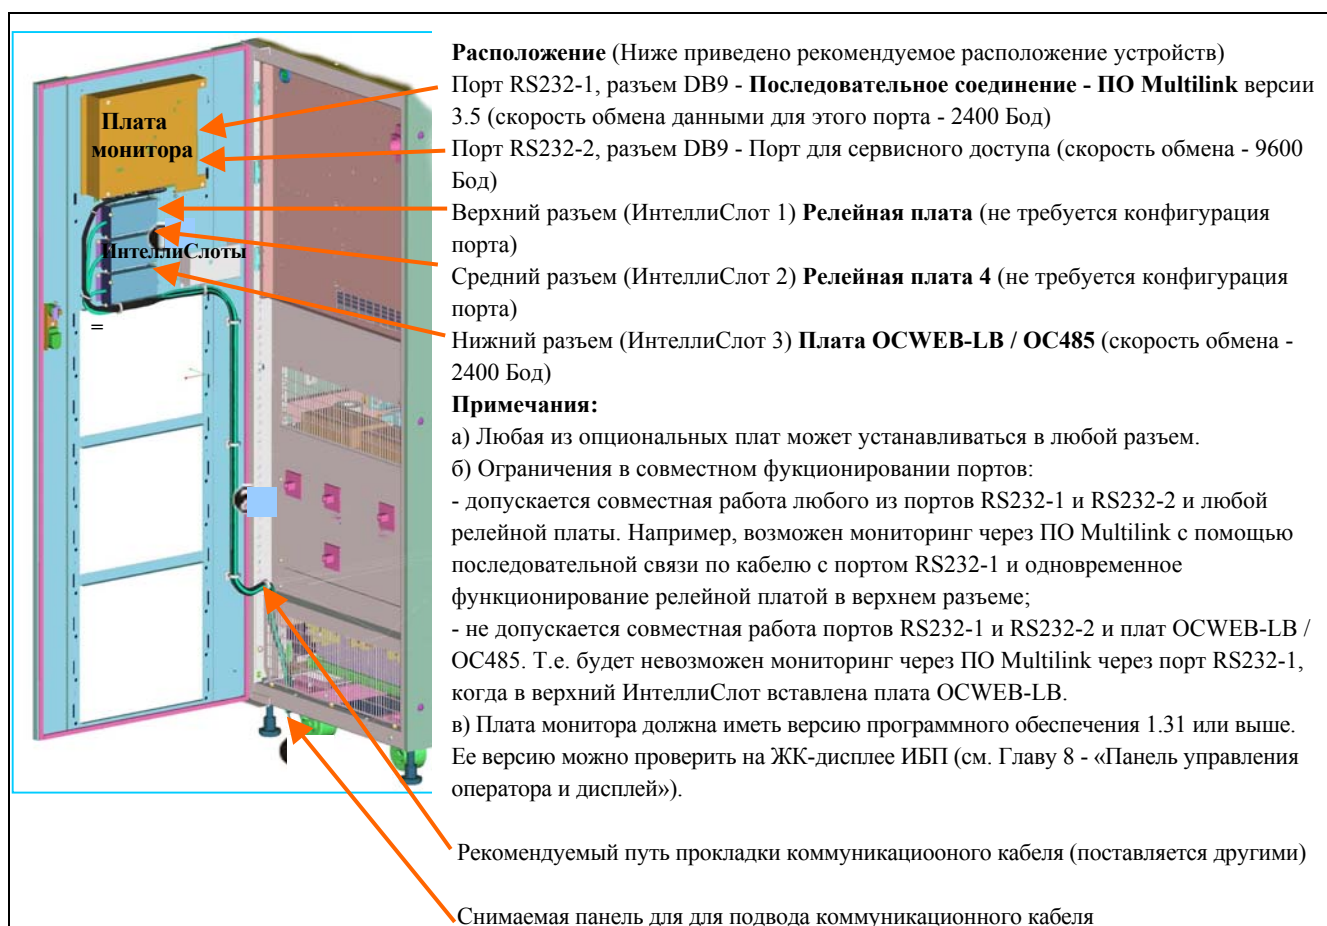 Расположение (Ниже приведено рекомендуемое расположение устройств)
Порт RS232-1, разъем DB9 - Последовательное соединение - ПО Multilink версии
3.5 (скорость обмена данными для этого порта - 2400 Бод)
Порт RS232-2, разъем DB9 - Порт для сервисного доступа (скорость обмена - 9600
Бод)
Верхний разъем (ИнтеллиСлот 1) Релейная плата (не требуется конфигурация
порта)
Средний разъем (ИнтеллиСлот 2) Релейная плата 4 (не требуется конфигурация
порта)
Нижний разъем (ИнтеллиСлот 3) Плата OCWEB-LB / OC485 (скорость обмена -
2400 Бод)
Примечания:
а) Любая из опциональных плат может устанавливаться в любой разъем.
б) Ограничения в совместном фукционировании портов:
- допускается совместная работа любого из портов RS232-1 и RS232-2 и любой
релейной платы. Например, возможен мониторинг через ПО Multilink с помощью
последовательной связи по кабелю с портом RS232-1 и одновременное
функционирование релейной платой в верхнем разъеме;
- не допускается совместная работа портов RS232-1 и RS232-2 и плат OCWEB-LB /
OC485. Т.е. будет невозможен мониторинг через ПО Multilink через порт RS232-1,
когда в верхний ИнтеллиСлот вставлена плата OCWEB-LB.
в) Плата монитора должна иметь версию программного обеспечения 1.31 или выше.
Ее версию можно проверить на ЖК-дисплее ИБП (см. Главу 8 - «Панель управления
оператора и дисплей»).
Рекомендуемый путь прокладки коммуникациооного кабеля (поставляется другими)
Снимаемая панель для для подвода коммуникационного кабеля
Плата
монитора
ИнтеллиСлоты
=